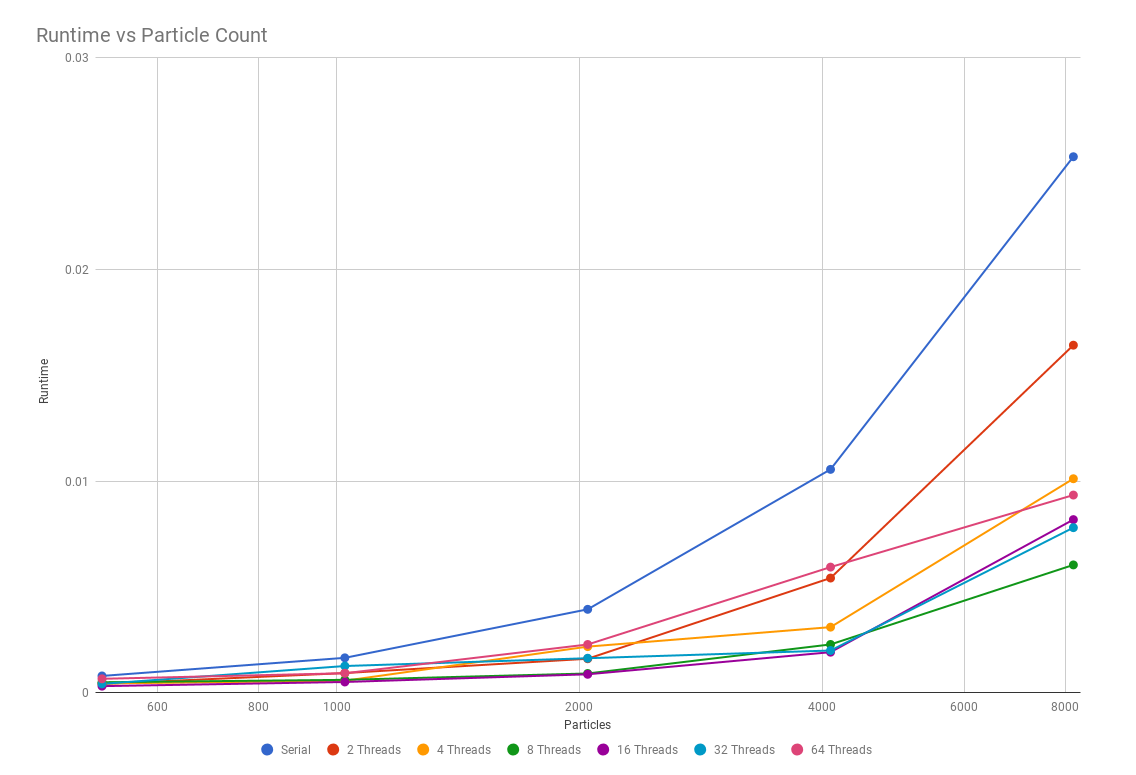 Runtime vs Particle Count
0.03
0.02
0.01
0
Runtime
600 800 1000 2000 4000 6000 8000
Particles
Serial 2 Threads 4 Threads 8 Threads 16 Threads 32 Threads 64 Threads